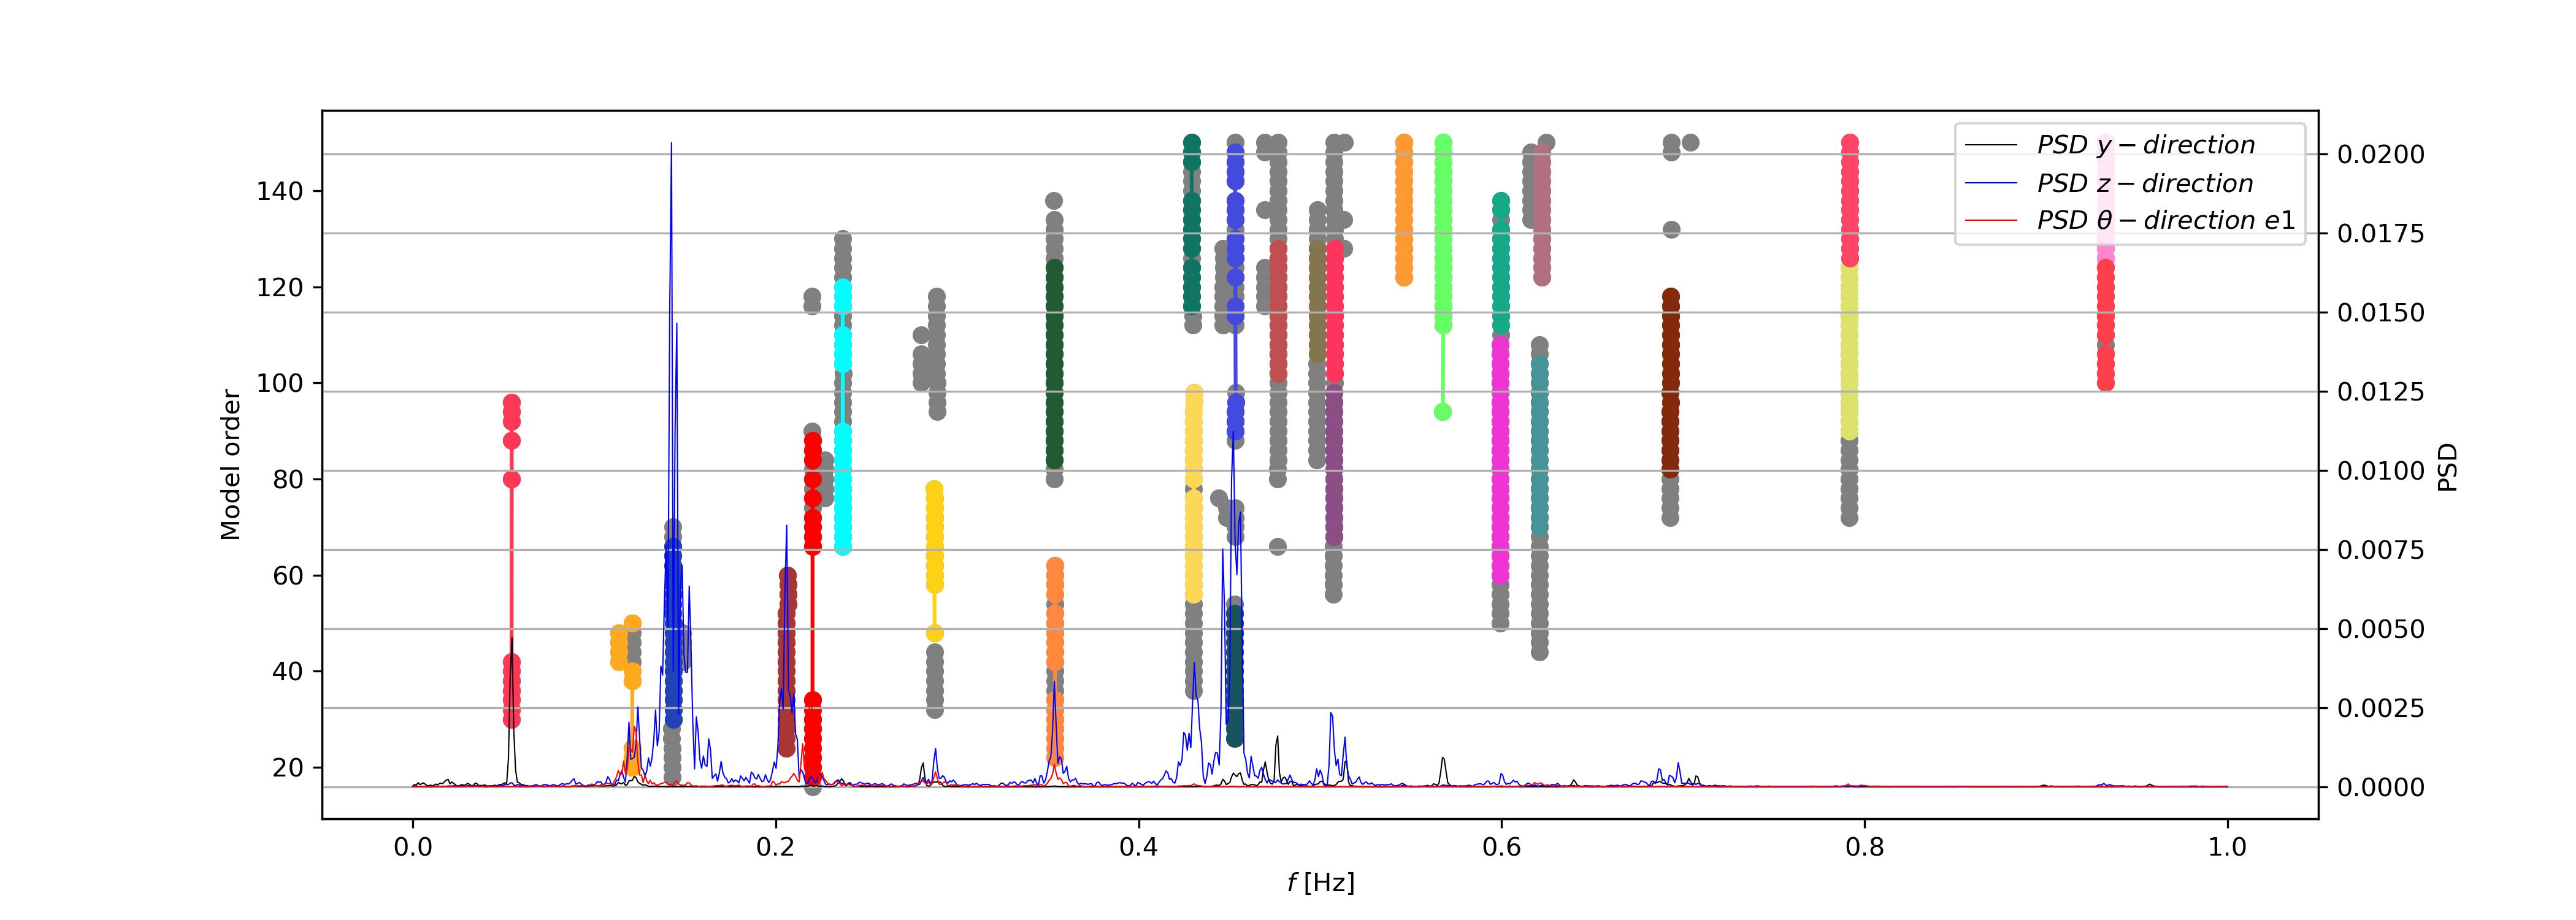 PSD y − direction
PSD z − direction
PSD θ − direction e1
Model order
140
120
100
80
60
40
20
0.0200
0.0175
0.0150
0.0125
0.0100
0.0075
0.0050
0.0025
0.0000
PSD
0.0 0.2 0.4 0.6 0.8 1.0
f [Hz]